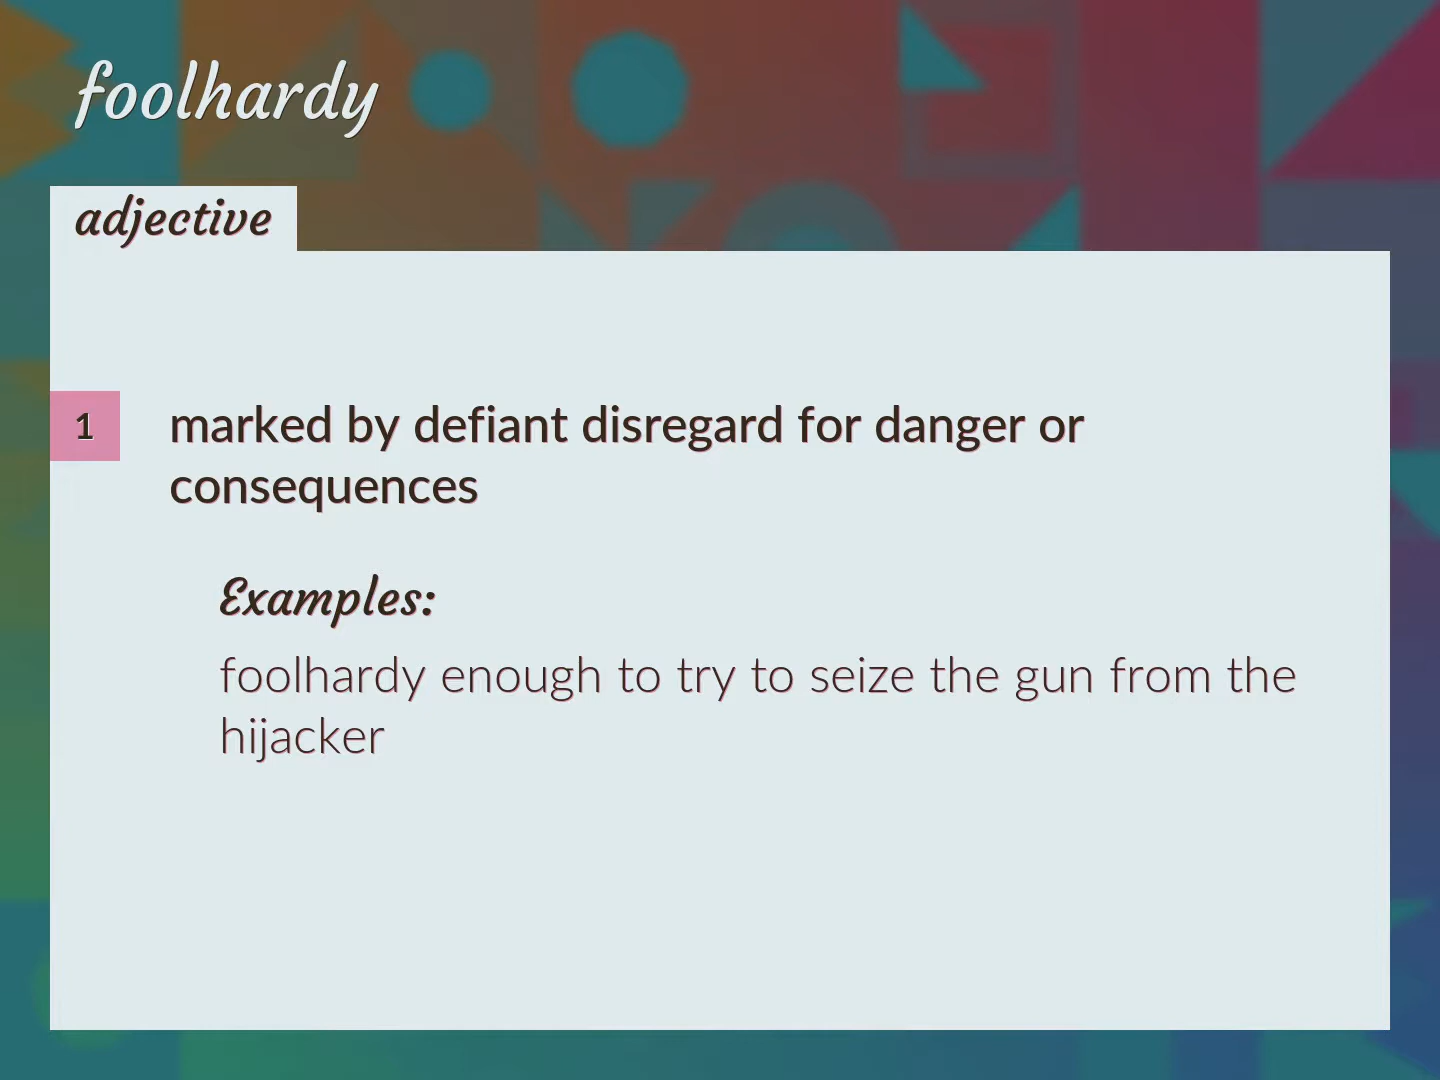 foolhardy
adjective
1
marked by defiant disregard for danger or
consequences
Examples:
foolhardy enough to try to seize the gun from the
hijacker